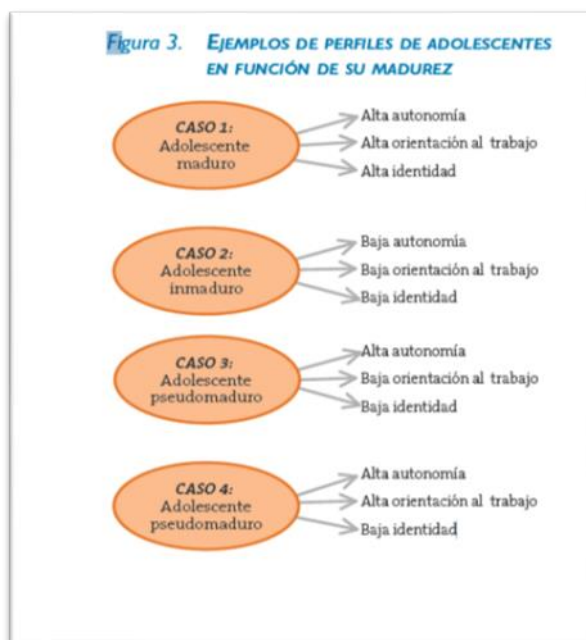 Figura 3. EJEMPLOS DE PERFILES DE ADOLESCENTES
EN FUNCIÓN DE SU MADUREZ
CASO 1:
Adolescente
maduro
Alta autonomía
Alta orientación al trabajo
Alta identidad
CASO 2:
Adolescente
inmaduro
Baja autonomía
Baja orientación al trabajo
Baja identidad
CASO 3:
Adolescente
pseudomaduro
Alta autonomía
Baja orientación al trabajo
Baja identidad
CASO 4:
Adolescente
pseudomaduro
Alta autonomía
Alta orientación al trabajo
Baja identidad